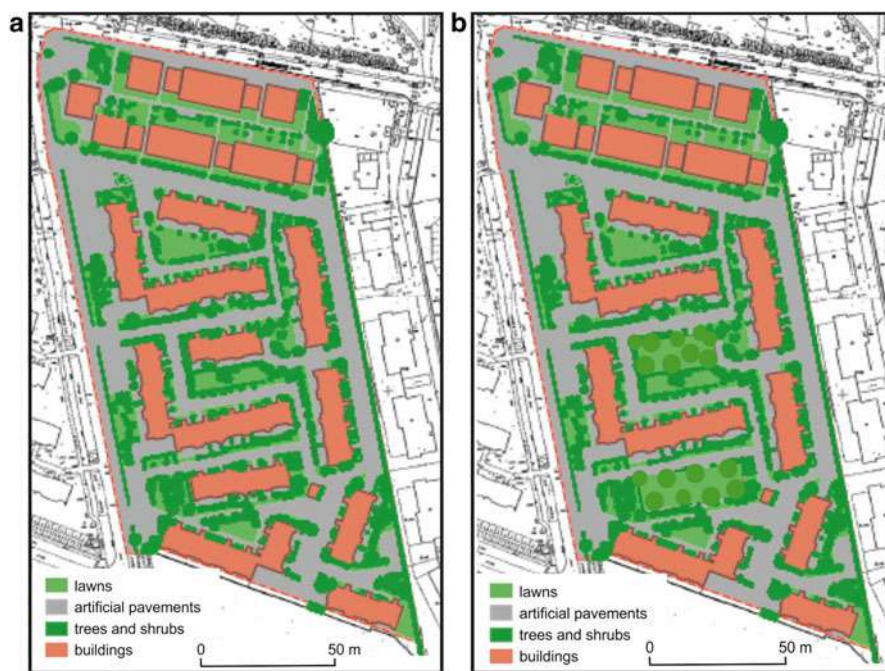 a
lawns
artificial pavements
trees and shrubs
buildings
0
50 m
b
lawns
artificial pavements
trees and shrubs
buildings
0
50 m